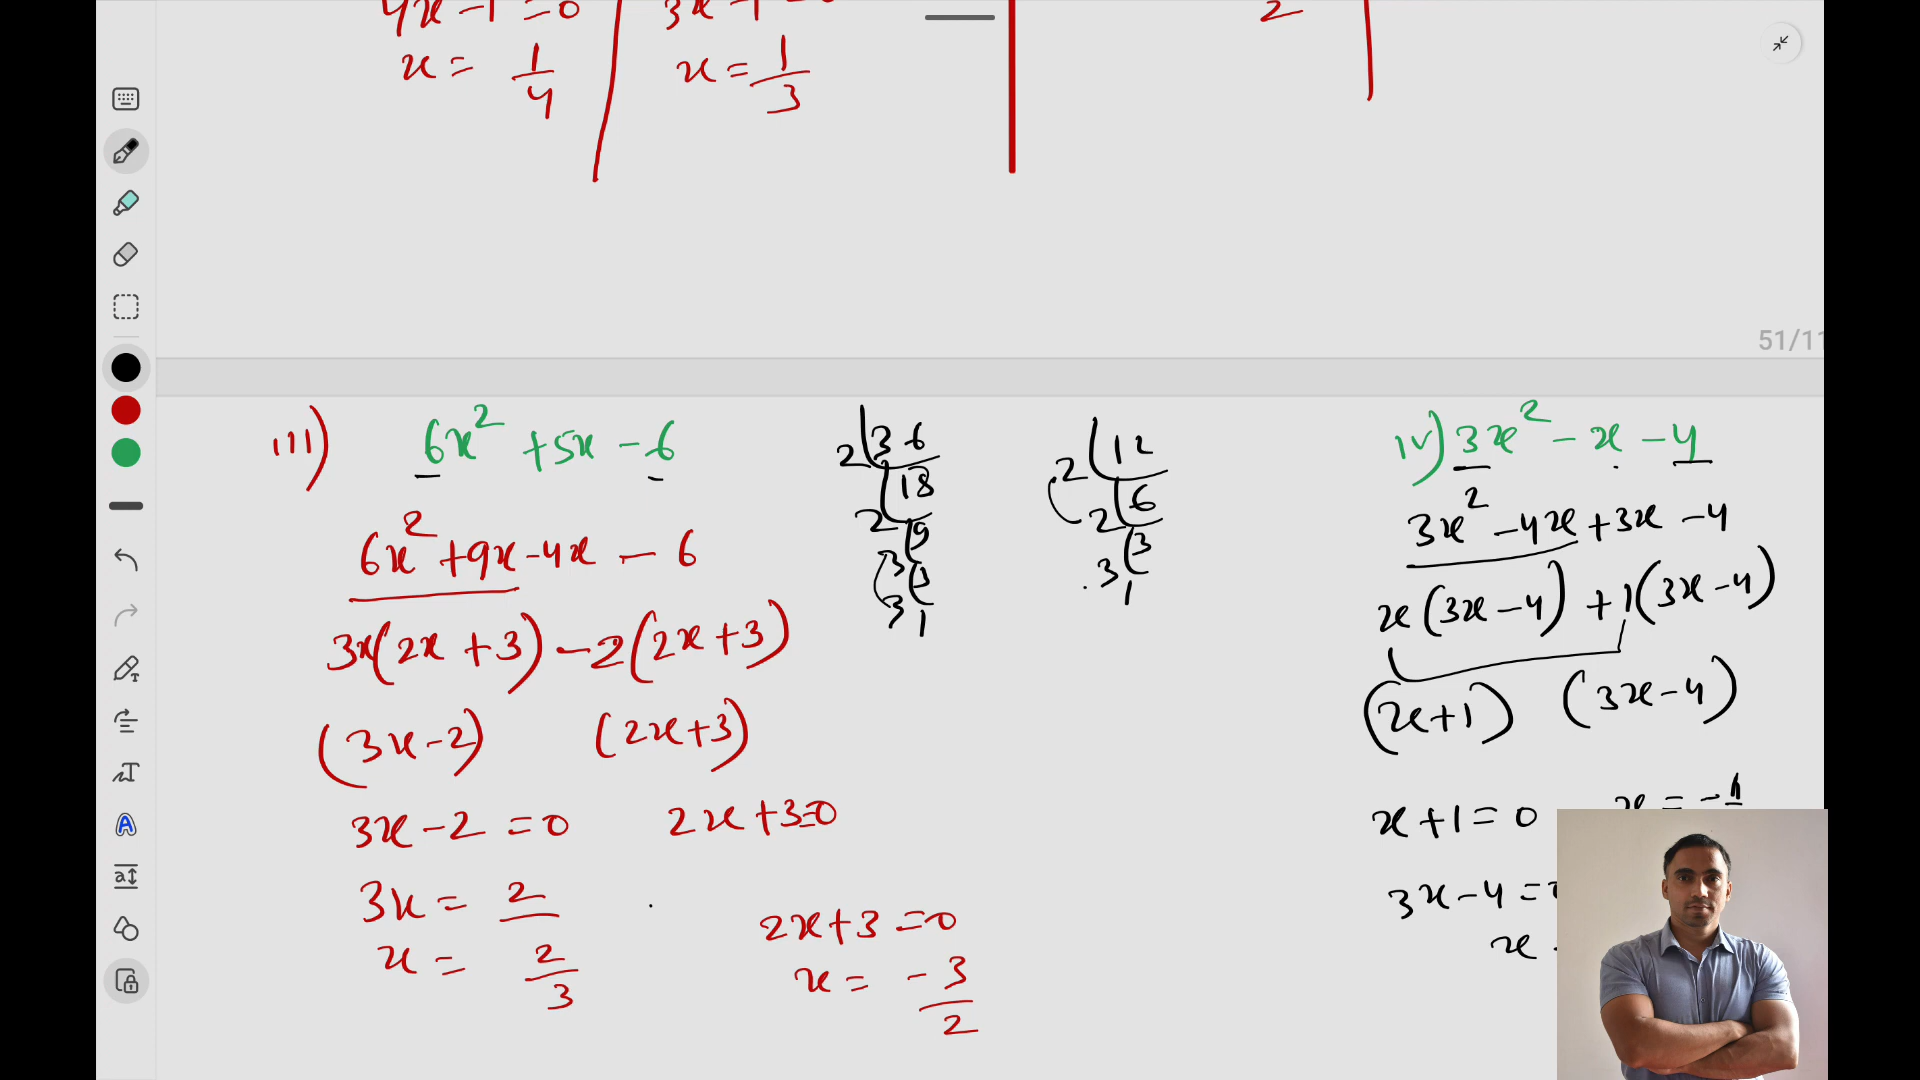 4x - 1 = 0
x = 1/4
x = 1/3
2
51/11
iii) 6x² + 5x - 6
6x² + 9x - 4x - 6
3x(2x + 3) - 2(2x + 3)
(3x - 2) (2x + 3)
3x - 2 = 0 2x + 3 = 0
3x = 2
x = 2/3
2x + 3 = 0
x = -3/2
2 | 36
2 | 18
3 | 9
3 | 3
1
2 | 12
2 | 6
3 | 3
1
iv) 3x² - x - 4
3x² - 4x + 3x - 4
x(3x - 4) + 1(3x - 4)
(x + 1) (3x - 4)
x + 1 = 0 x = -1
3x - 4 =
x